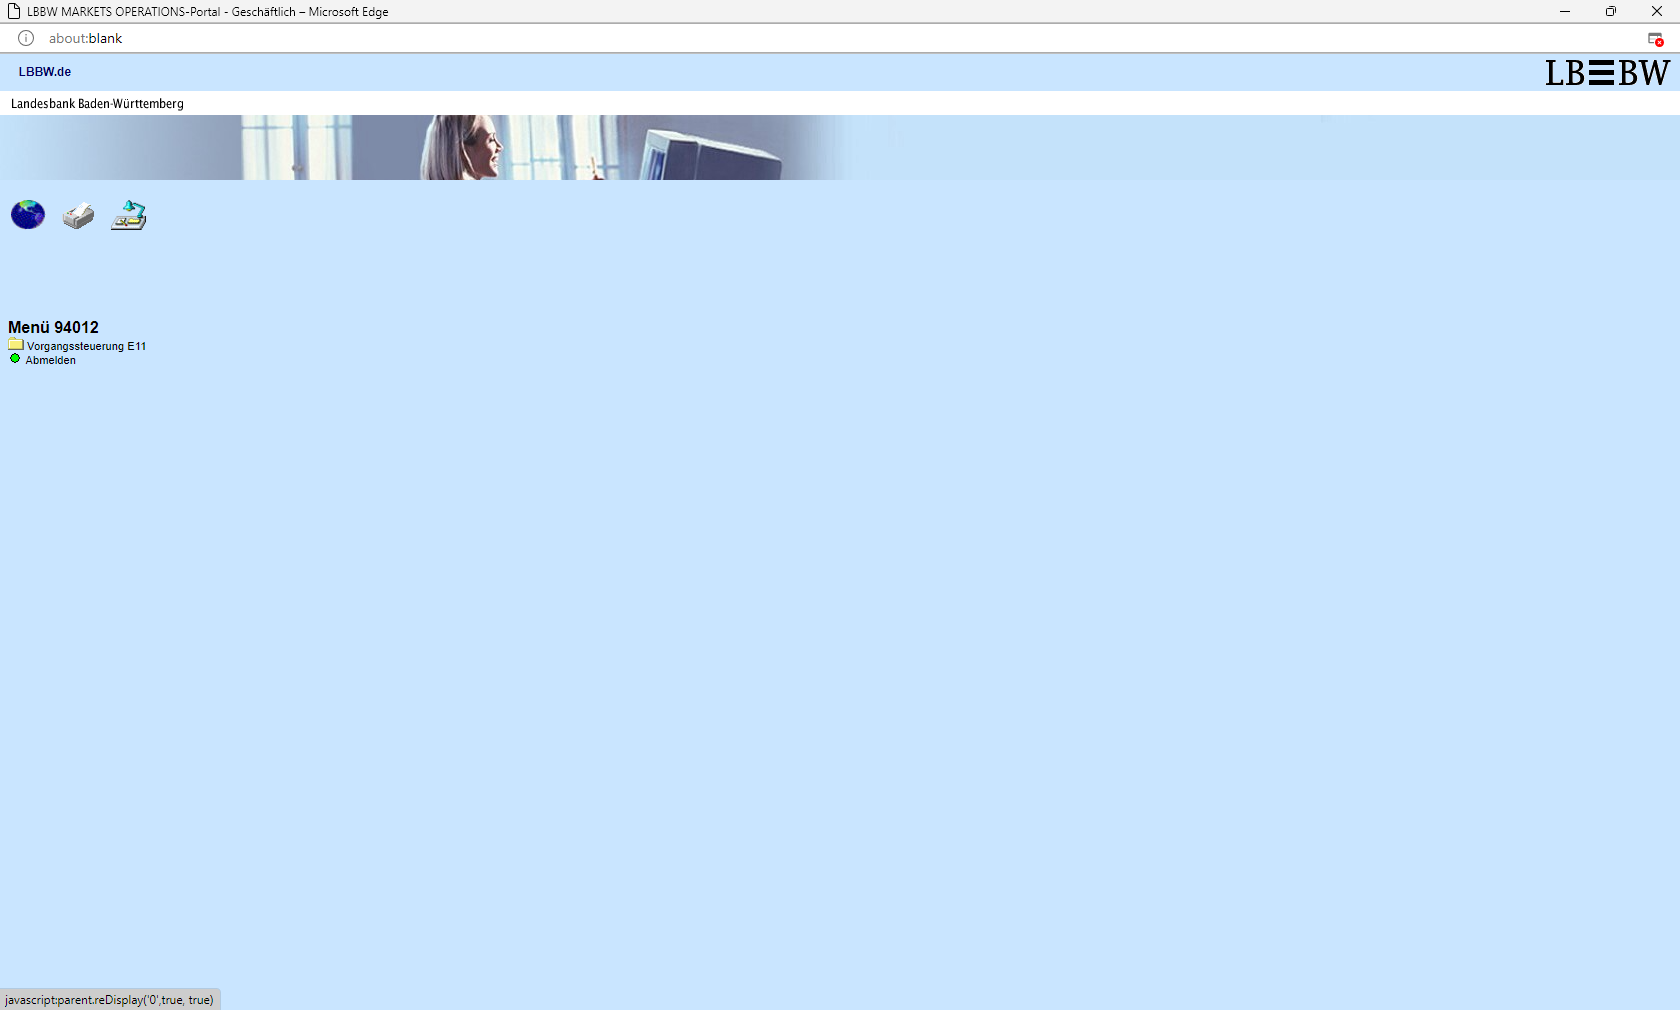 LBBW MARKETS OPERATIONS-Portal - Geschäftlich – Microsoft Edge
about:blank
LBBW.de
LB≡BW
Landesbank Baden-Württemberg
Menü 94012
Vorgangssteuerung E11
Abmelden
javascript:parent.reDisplay('0',true, true)